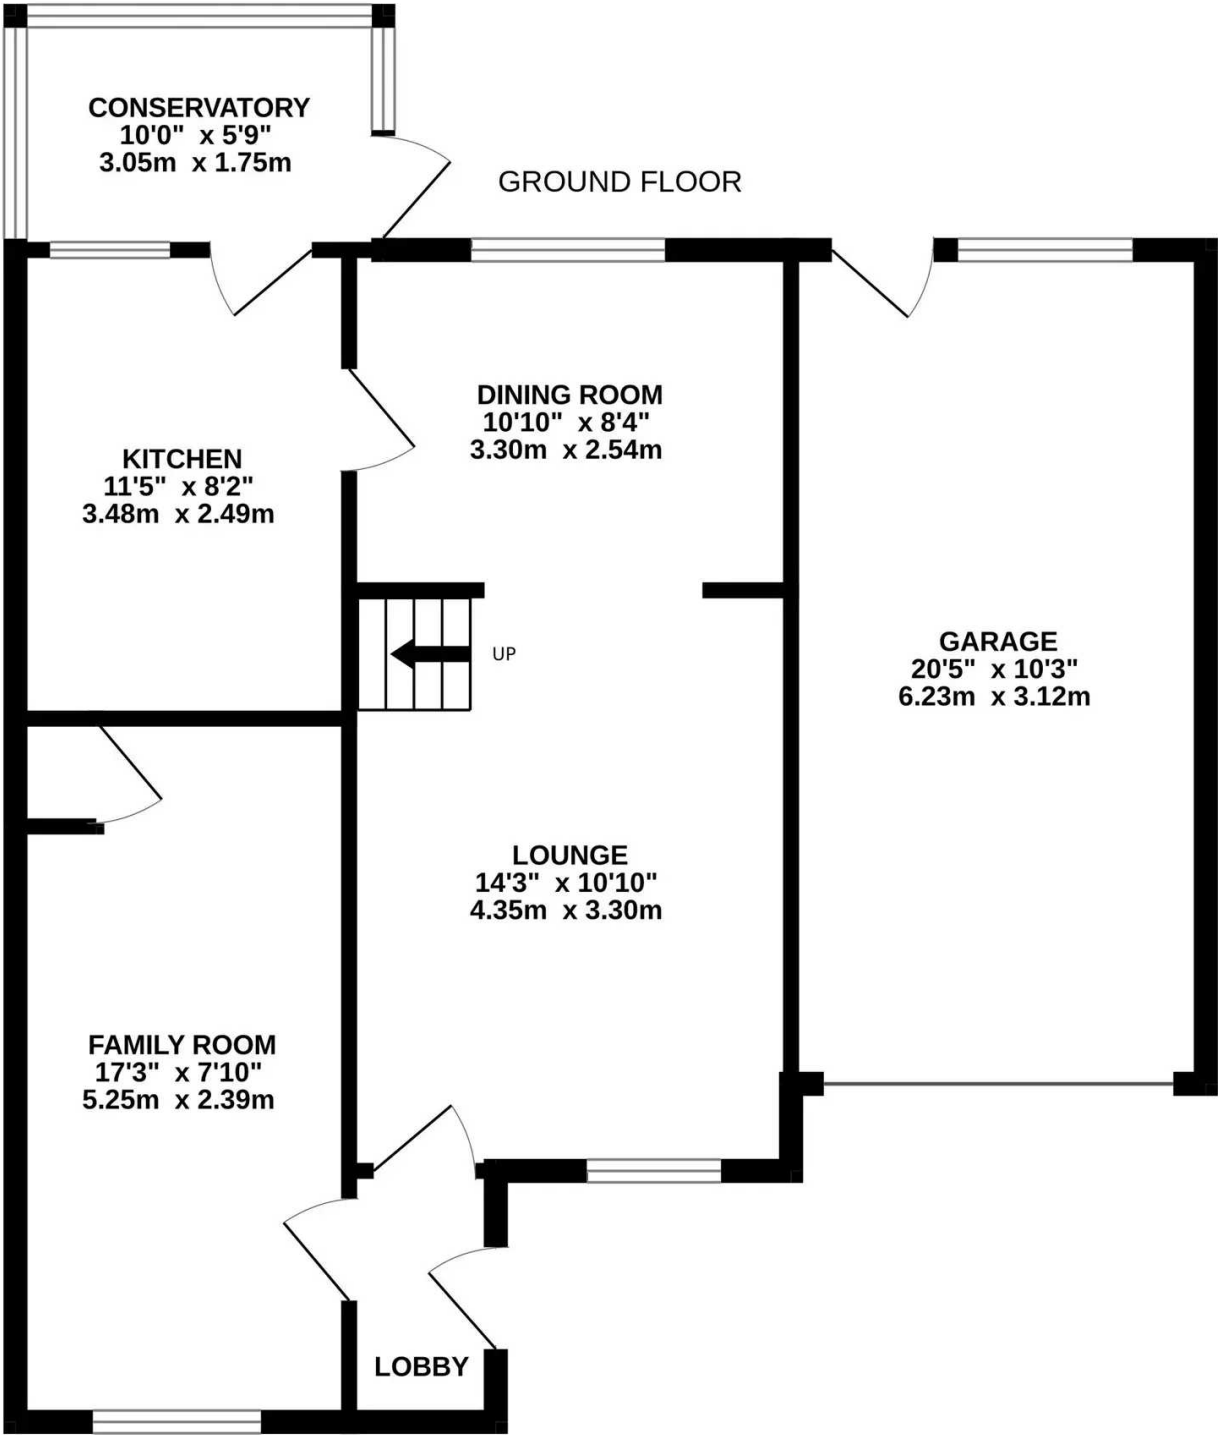 CONSERVATORY
10'0" x 5'9"
3.05m x 1.75m
GROUND FLOOR
DINING ROOM
10'10" x 8'4"
3.30m x 2.54m
KITCHEN
11'5" x 8'2"
3.48m x 2.49m
UP
GARAGE
20'5" x 10'3"
6.23m x 3.12m
LOUNGE
14'3" x 10'10"
4.35m x 3.30m
FAMILY ROOM
17'3" x 7'10"
5.25m x 2.39m
LOBBY